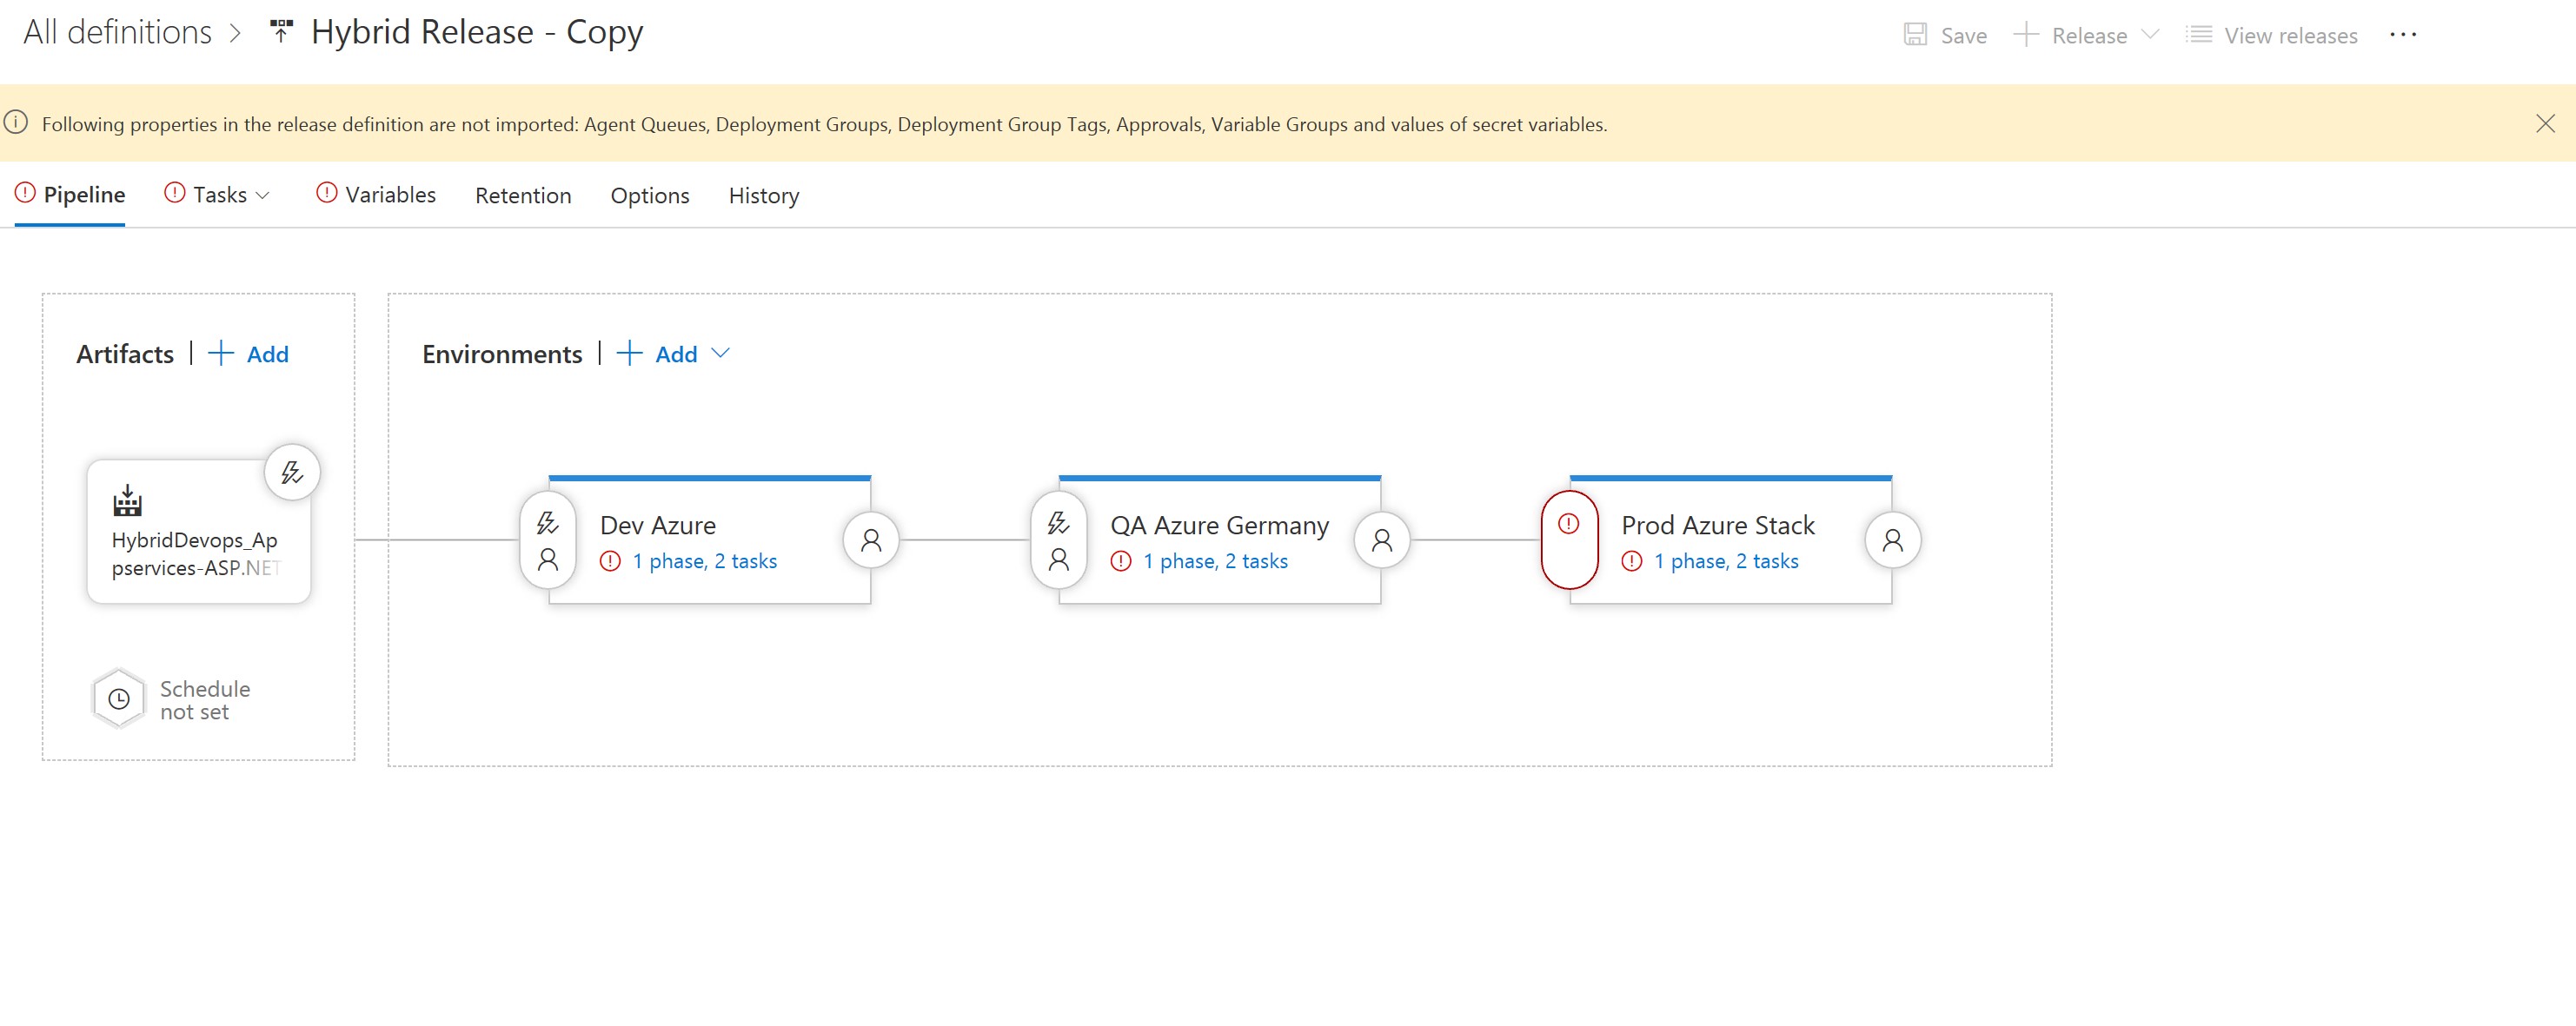 All definitions > Hybrid Release - Copy
Save + Release View releases ...
Following properties in the release definition are not imported: Agent Queues, Deployment Groups, Deployment Group Tags, Approvals, Variable Groups and values of secret variables.
Pipeline Tasks Variables Retention Options History
Artifacts | + Add
Environments | + Add
HybridDevops_Ap
pservices-ASP.NET
Schedule
not set
Dev Azure
1 phase, 2 tasks
QA Azure Germany
1 phase, 2 tasks
Prod Azure Stack
1 phase, 2 tasks